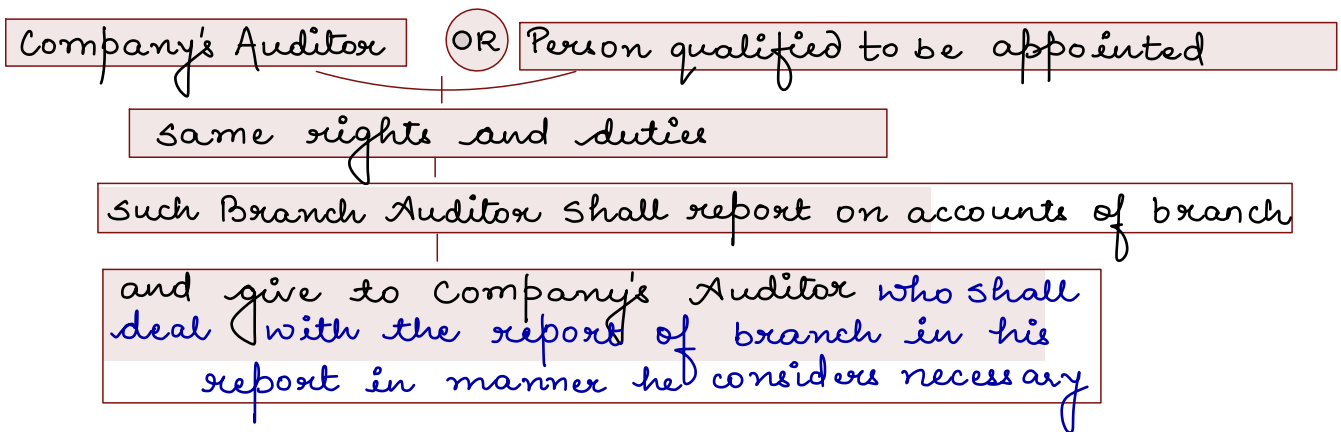 Company's Auditor OR Person qualified to be appointed
same rights and duties
such Branch Auditor shall report on accounts of branch
and give to Company's Auditor who shall
deal with the report of branch in his
report in manner he considers necessary